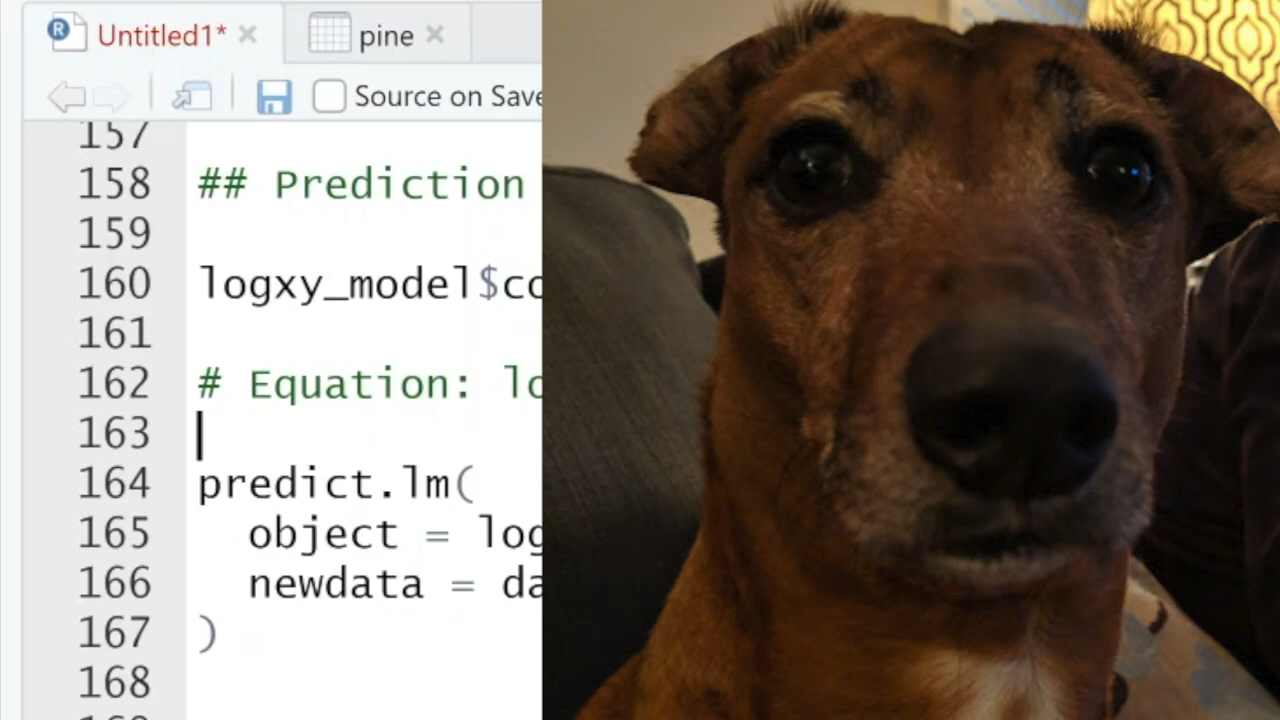 R Untitled1* × pine ×
Source on Save
157
158 ## Prediction
159
160 logxy_model$co
161
162 # Equation: lo
163
164 predict.lm(
165 object = log
166 newdata = da
167 )
168